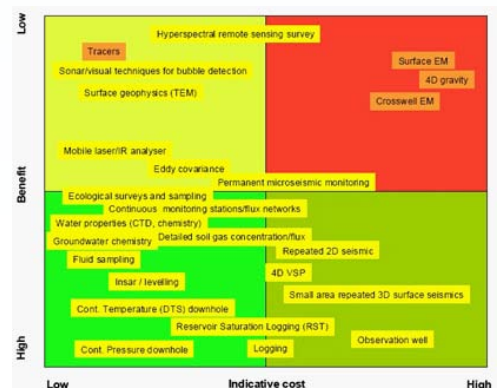 Low
Hyperspectral remote sensing survey
Tracers
Surface EM
Sonar/visual techniques for bubble detection
4D gravity
Surface geophysics (TEM)
Crosswell EM
Mobile laser/IR analyser
Eddy covariance
Permanent microseismic monitoring
Benefit
Ecological surveys and sampling
Continuous monitoring stations/flux networks
Water properties (CTD, chemistry)
Detailed soil gas concentration/flux
Groundwater chemistry
Repeated 2D seismic
Fluid sampling
4D VSP
Insar / levelling
Small area repeated 3D surface seismics
Cont. Temperature (DTS) downhole
Reservoir Saturation Logging (RST)
Observation well
High
Cont. Pressure downhole
Logging
Low
Indicative cost
High